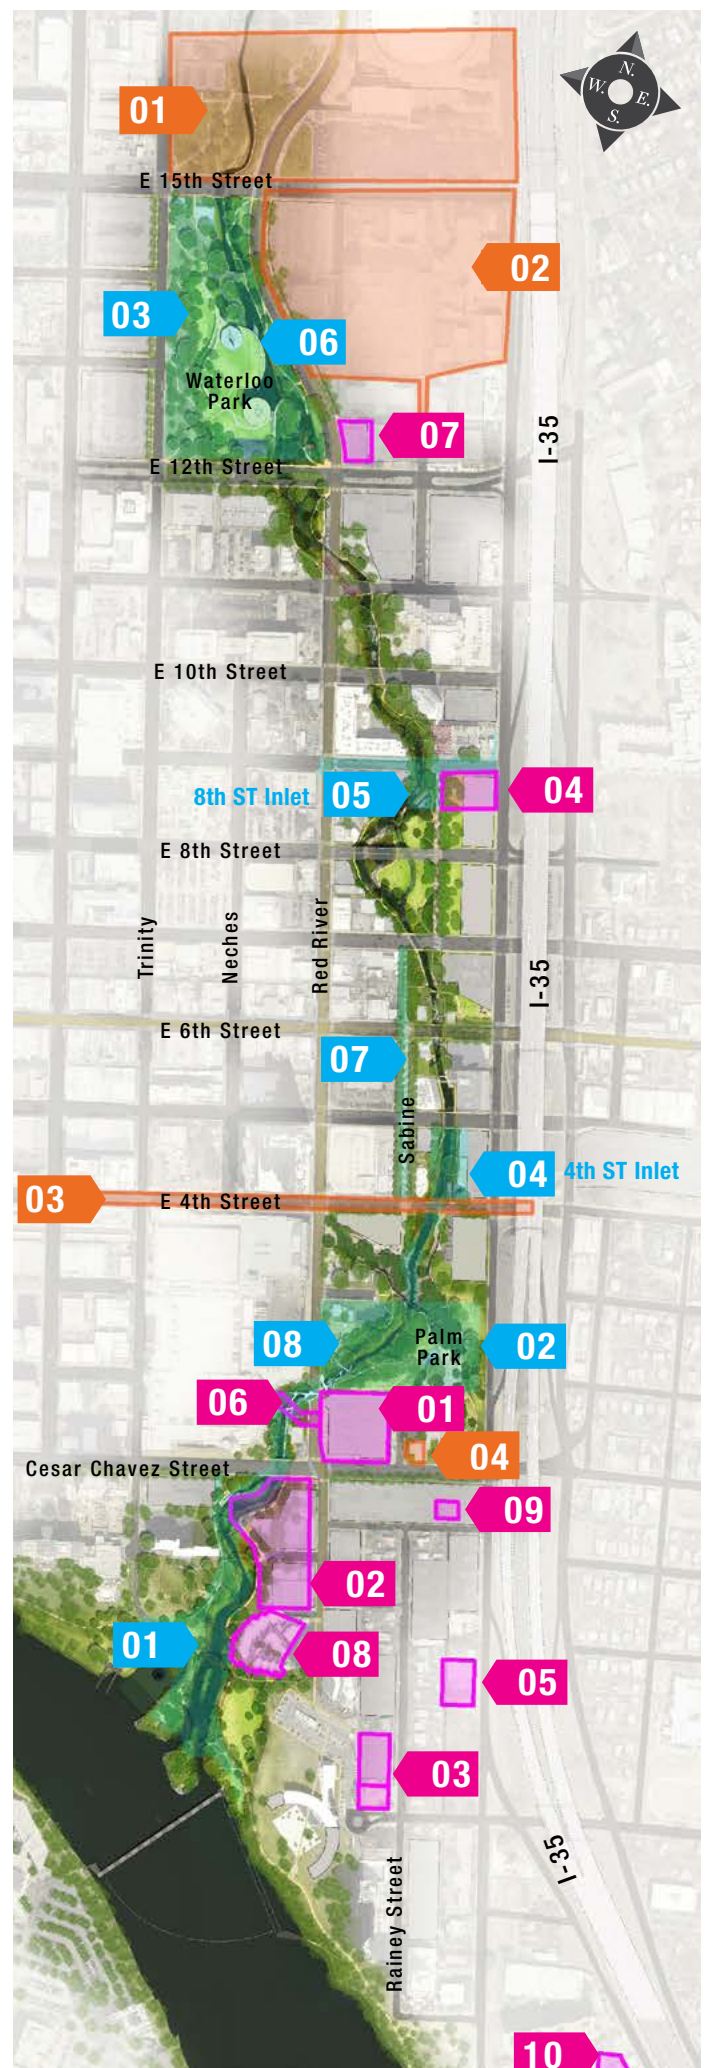 N.
W.
E.
S.
01
E 15th Street
02
03
06
Waterloo
Park
07
I-35
E 12th Street
E 10th Street
8th ST Inlet
05
04
E 8th Street
Trinity
Neches
Red River
I-35
E 6th Street
07
Sabine
04
4th ST Inlet
03
E 4th Street
08
Palm
Park
02
06
01
04
Cesar Chavez Street
09
02
01
08
05
03
I-35
Rainey Street
10